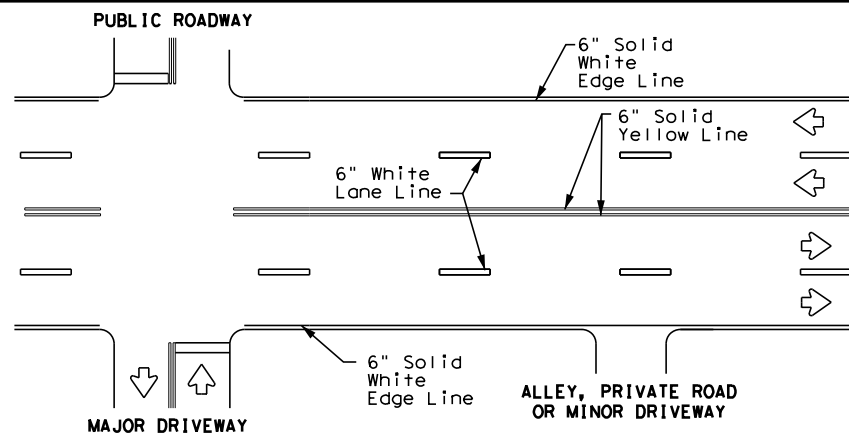 PUBLIC ROADWAY
6" Solid
White
Edge Line
6" Solid
Yellow Line
6" White
Lane Line
6" Solid
White
Edge Line
ALLEY, PRIVATE ROAD
OR MINOR DRIVEWAY
MAJOR DRIVEWAY